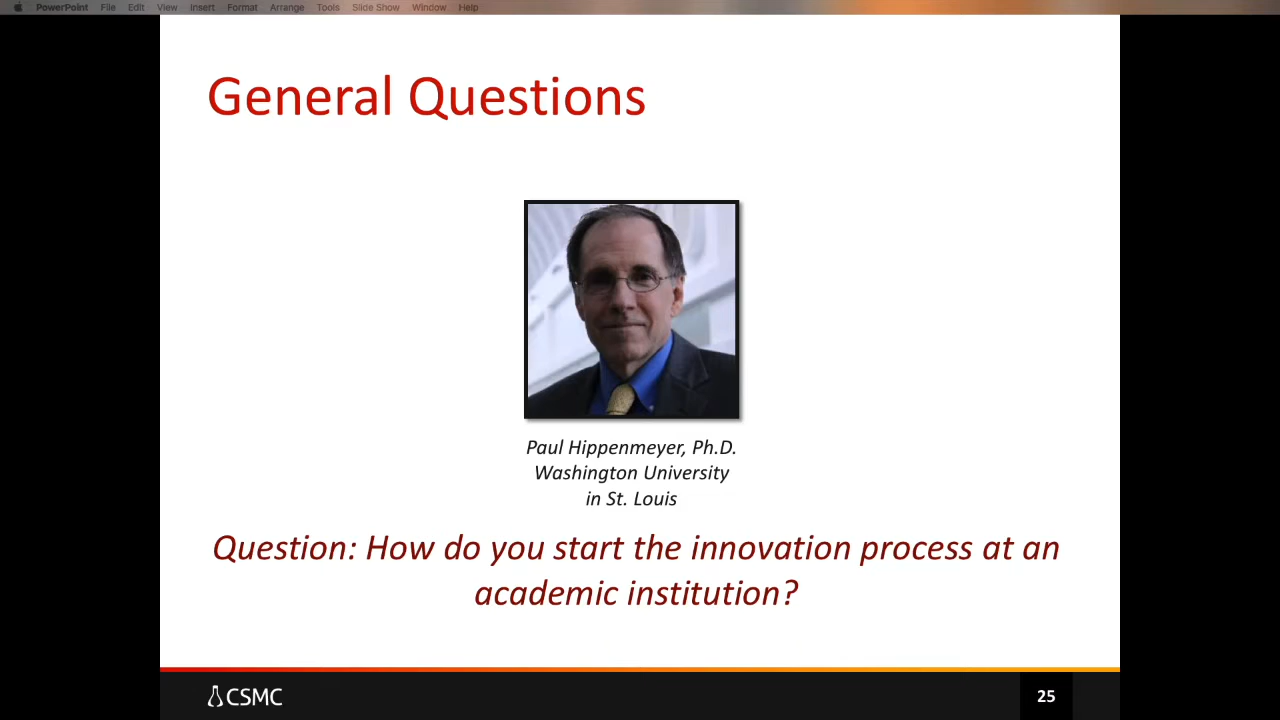 PowerPoint File Edit View Insert Format Arrange Tools Slide Show Window Help
General Questions
Paul Hippenmeyer, Ph.D.
Washington University
in St. Louis
Question: How do you start the innovation process at an
academic institution?
CSMC
25